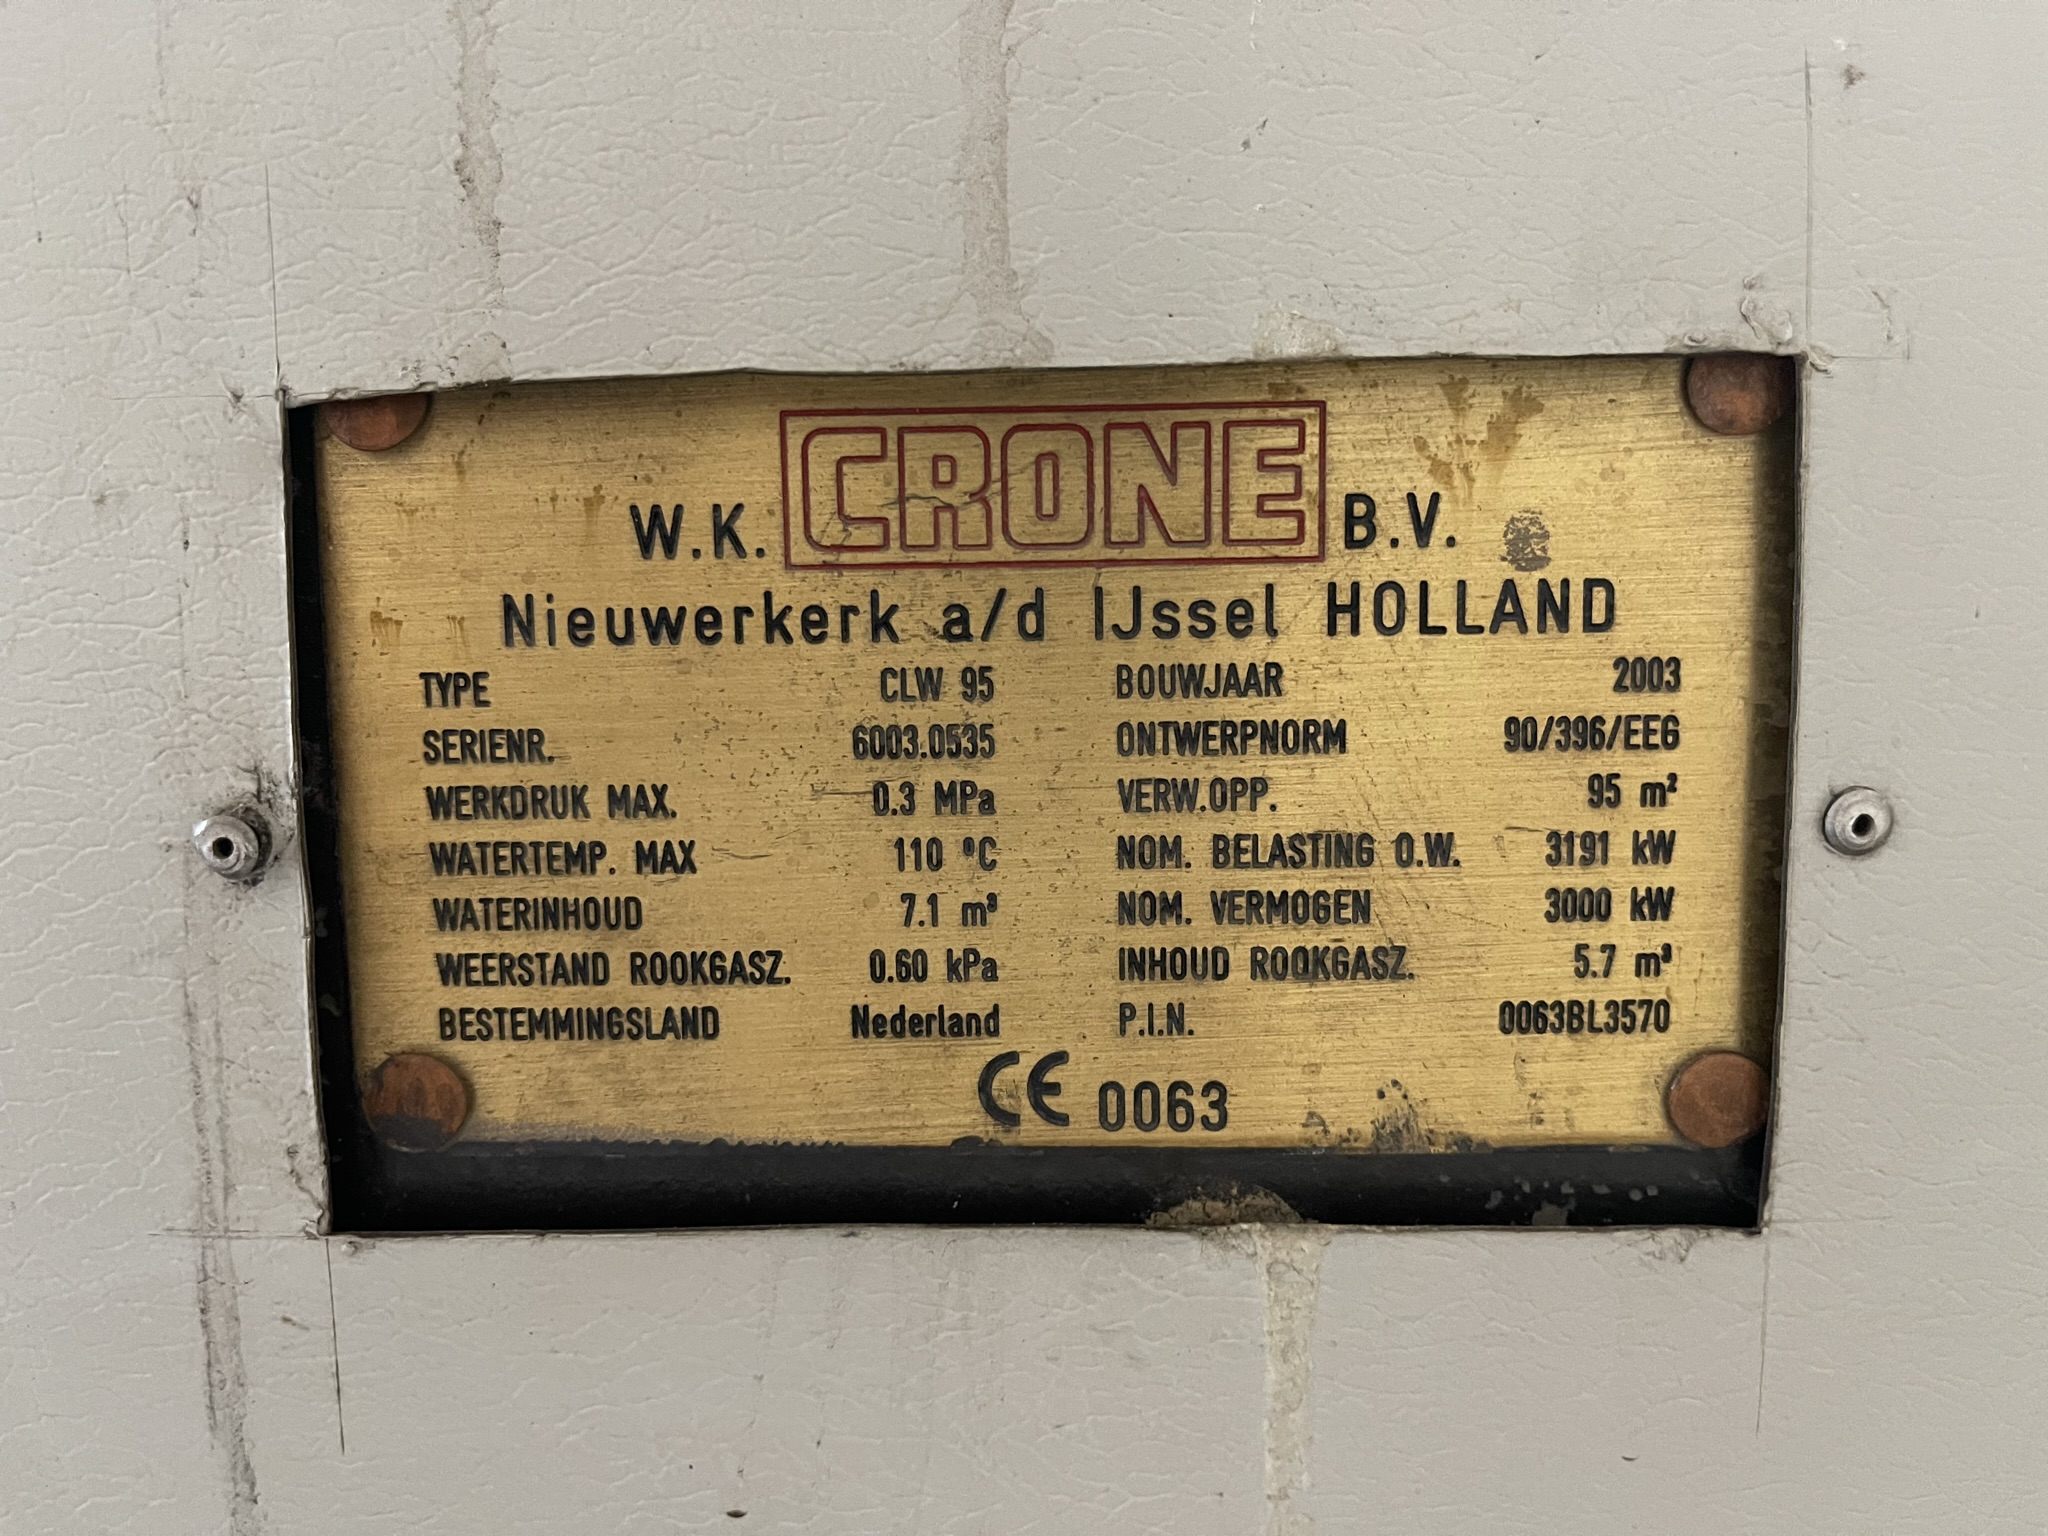 W.K. CRONE B.V.
Nieuwerkerk a/d IJssel HOLLAND
TYPE CLW 95 BOUWJAAR 2003
SERIENR. 6003.0535 ONTWERPNORM 90/396/EEG
WERKDRUK MAX. 0.3 MPa VERW.OPP. 95 m²
WATERTEMP. MAX 110 °C NOM. BELASTING O.W. 3191 kW
WATERINHOUD 7.1 m³ NOM. VERMOGEN 3000 kW
WEERSTAND ROOKGASZ. 0.60 kPa INHOUD ROOKGASZ. 5.7 m³
BESTEMMINGSLAND Nederland P.I.N. 0063BL3570
CE 0063